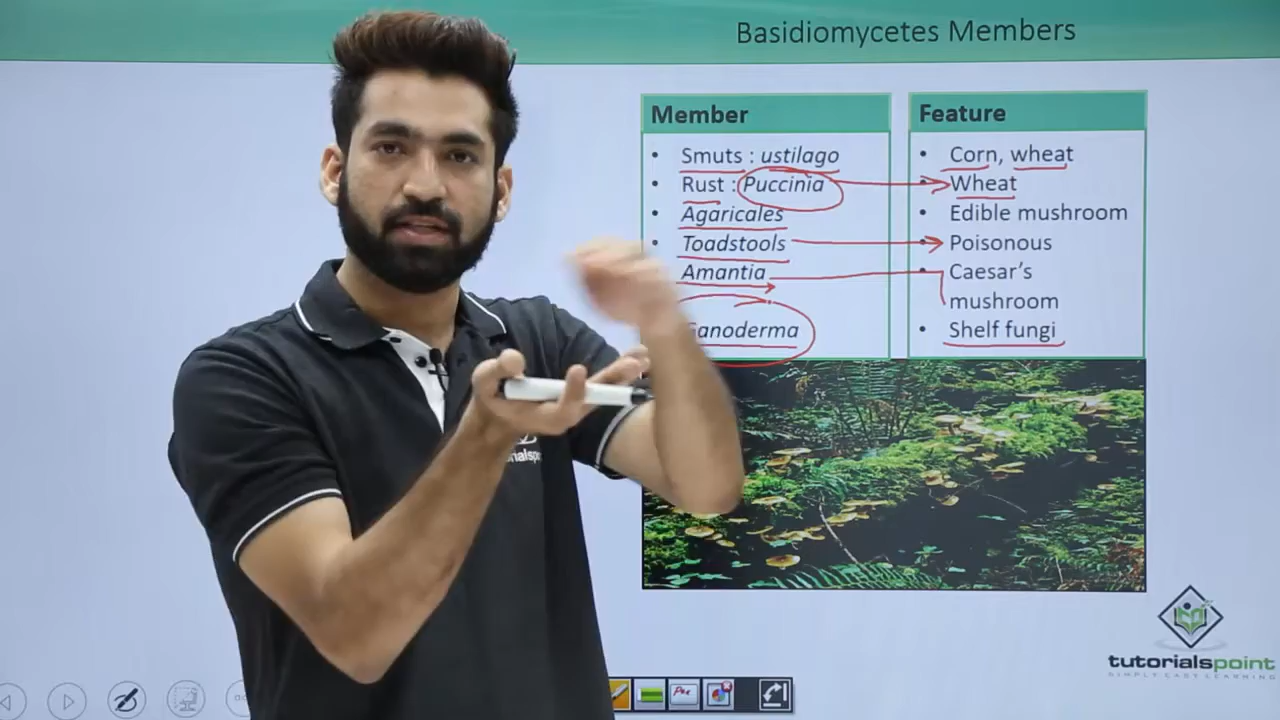 Basidiomycetes Members
Member
• Smuts : ustilago
• Rust : Puccinia
• Agaricales
• Toadstools
Amantia
Ganoderma
Feature
• Corn, wheat
• Wheat
• Edible mushroom
• Poisonous
• Caesar's
mushroom
• Shelf fungi
tutorialspoint
SIMPLY EASY LEARNING